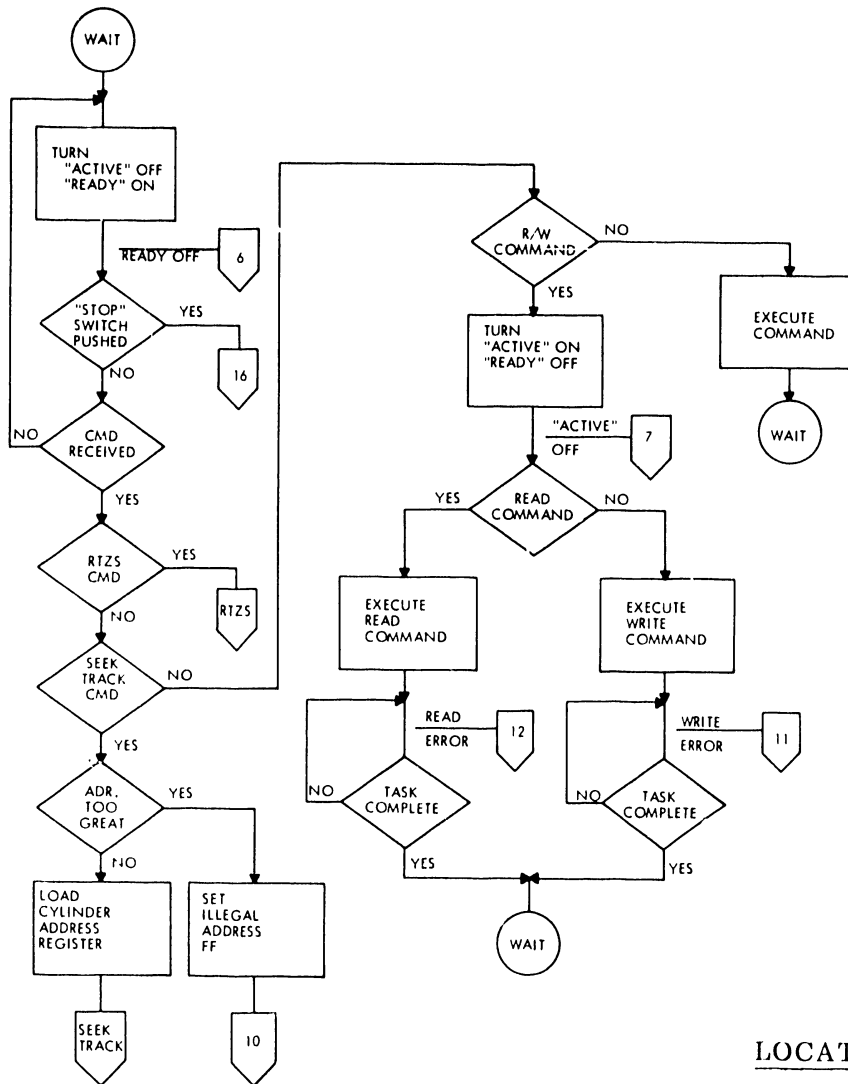 WAIT
TURN
"ACTIVE" OFF
"READY" ON
READY OFF
6
"STOP"
SWITCH
PUSHED
YES
16
NO
NO
CMD
RECEIVED
YES
RTZS
CMD
YES
RTZS
NO
SEEK
TRACK
CMD
NO
YES
ADR.
TOO
GREAT
YES
NO
LOAD
CYLINDER
ADDRESS
REGISTER
SET
ILLEGAL
ADDRESS
FF
SEEK
TRACK
10
R/W
COMMAND
NO
YES
EXECUTE
COMMAND
WAIT
TURN
"ACTIVE" ON
"READY" OFF
"ACTIVE"
OFF
7
YES
READ
COMMAND
NO
EXECUTE
READ
COMMAND
EXECUTE
WRITE
COMMAND
READ
ERROR
12
WRITE
ERROR
11
NO
TASK
COMPLETE
YES
NO
TASK
COMPLETE
YES
WAIT
LOCAT